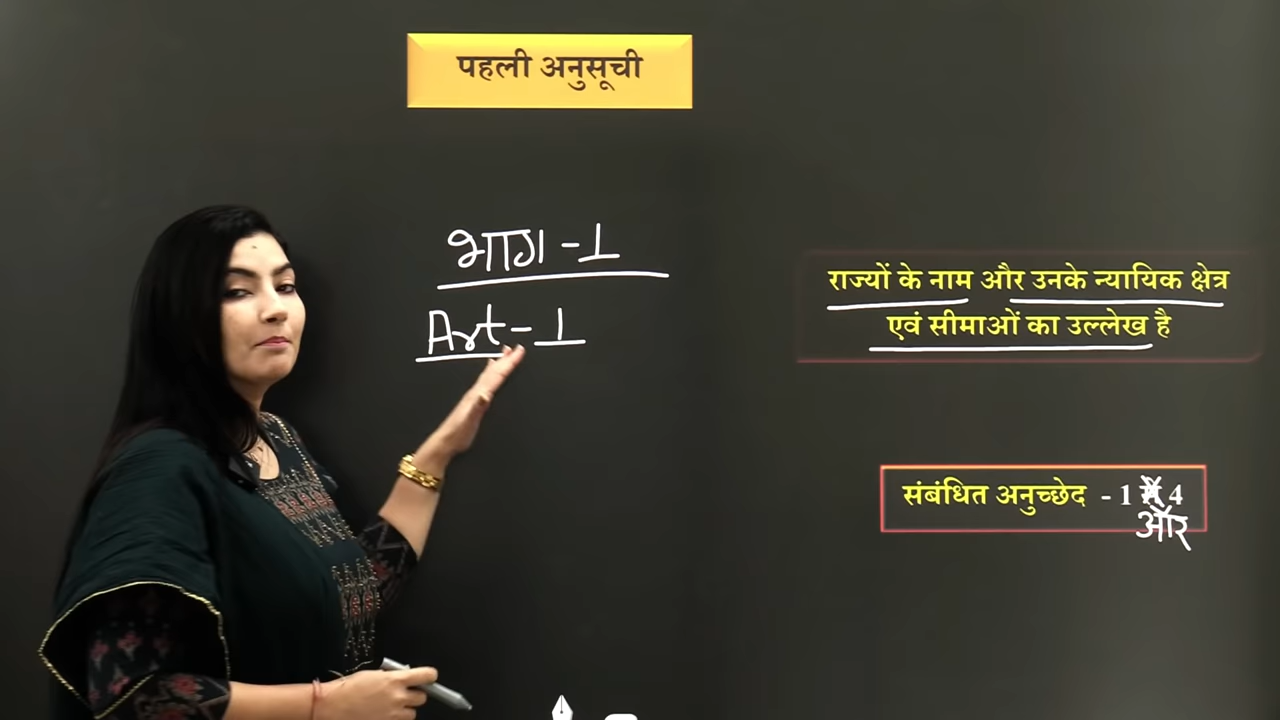 पहली अनुसूची
भाग -1
Art-1
राज्यों के नाम और उनके न्यायिक क्षेत्र
एवं सीमाओं का उल्लेख है
संबंधित अनुच्छेद - 1 4
और